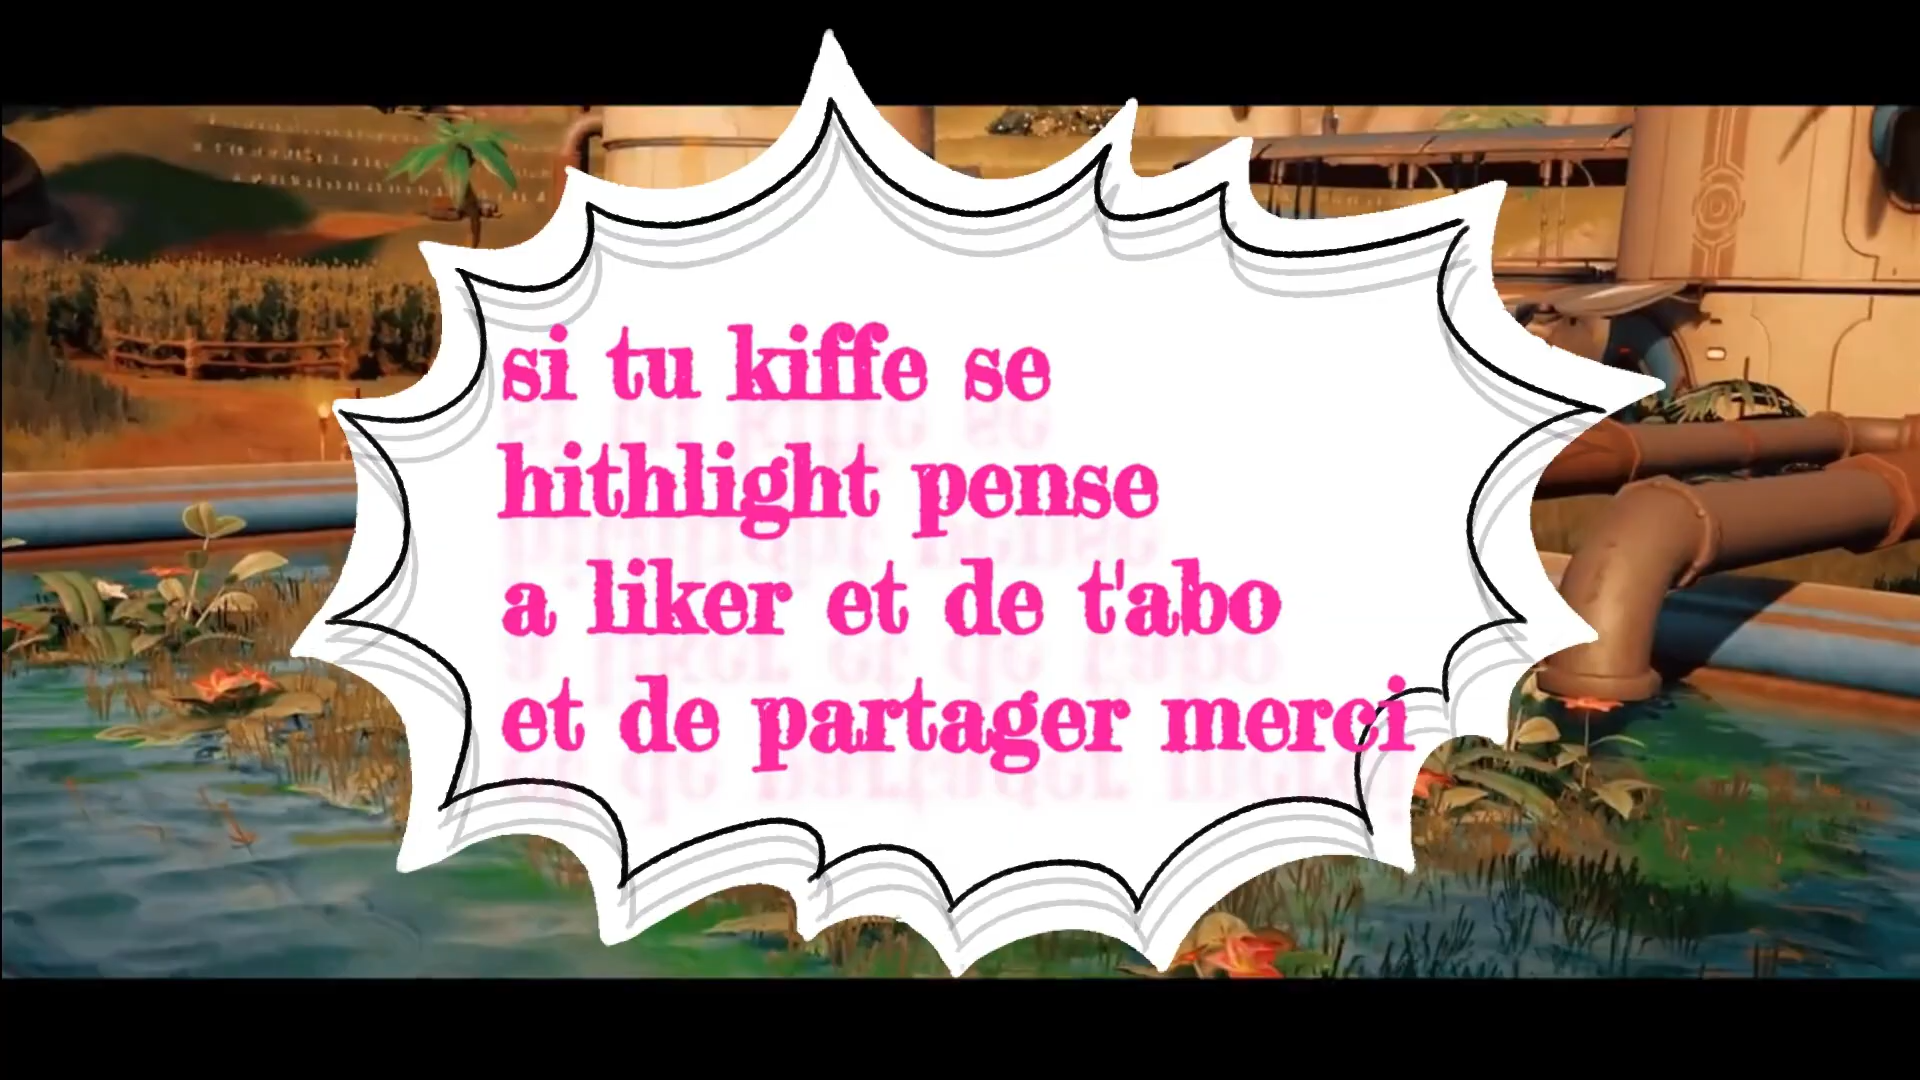 si tu kiffe se
hithlight pense
a liker et de t'abo
et de partager merci